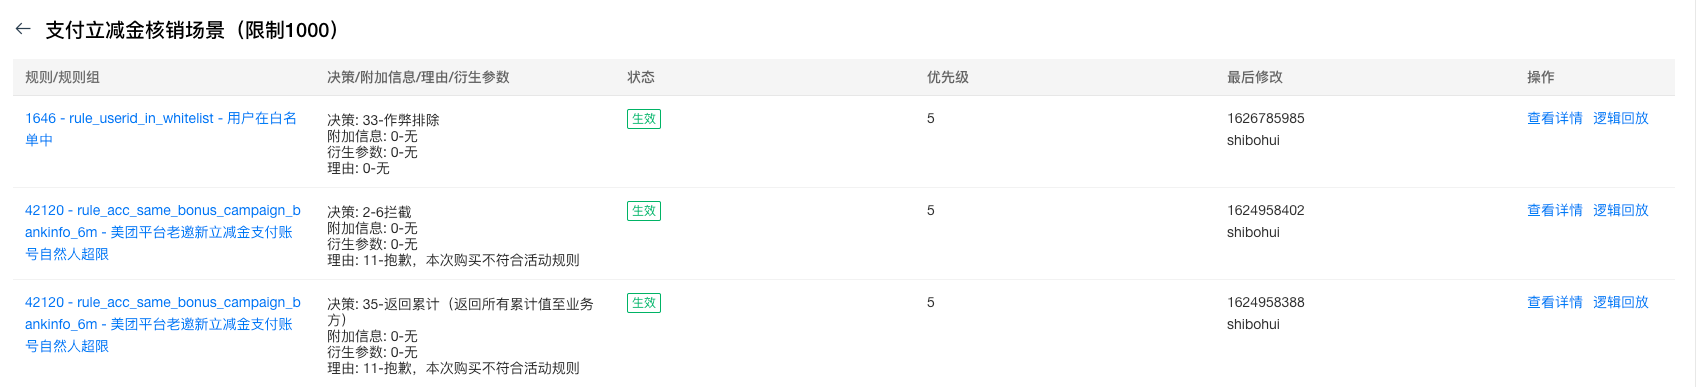 支付立减金核销场景（限制1000）
规则/规则组 决策/附加信息/理由/衍生参数 状态 优先级 最后修改 操作
1646 - rule_userid_in_whitelist - 用户在白名
单中
决策: 33-作弊排除
附加信息: 0-无
衍生参数: 0-无
理由: 0-无
生效
5
1626785985
shibohui
查看详情 逻辑回放
42120 - rule_acc_same_bonus_campaign_b
ankinfo_6m - 美团平台老邀新立减金支付账
号自然人超限
决策: 2-6拦截
附加信息: 0-无
衍生参数: 0-无
理由: 11-抱歉，本次购买不符合活动规则
生效
5
1624958402
shibohui
查看详情 逻辑回放
42120 - rule_acc_same_bonus_campaign_b
ankinfo_6m - 美团平台老邀新立减金支付账
号自然人超限
决策: 35-返回累计（返回所有累计值至业务
方）
附加信息: 0-无
衍生参数: 0-无
理由: 11-抱歉，本次购买不符合活动规则
生效
5
1624958388
shibohui
查看详情 逻辑回放